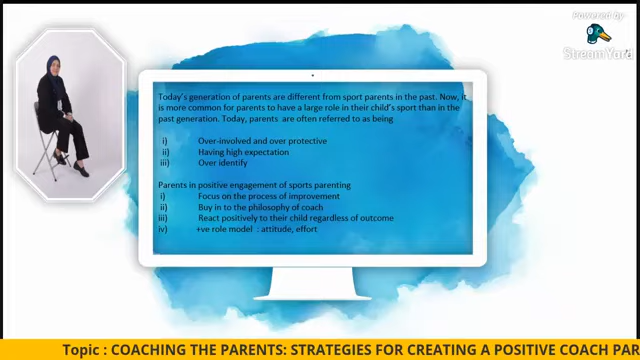 Powered by
StreamYard
Today's generation of parents are different from sport parents in the past. Now, it
is more common for parents to have a large role in their child's sport than in the
past generation. Today, parents are often referred to as being
i) Over-involved and over protective
ii) Having high expectation
iii) Over identify
Parents in positive engagement of sports parenting
i) Focus on the process of improvement
ii) Buy in to the philosophy of coach
iii) React positively to their child regardless of outcome
iv) +ve role model : attitude, effort
Topic : COACHING THE PARENTS: STRATEGIES FOR CREATING A POSITIVE COACH PAR